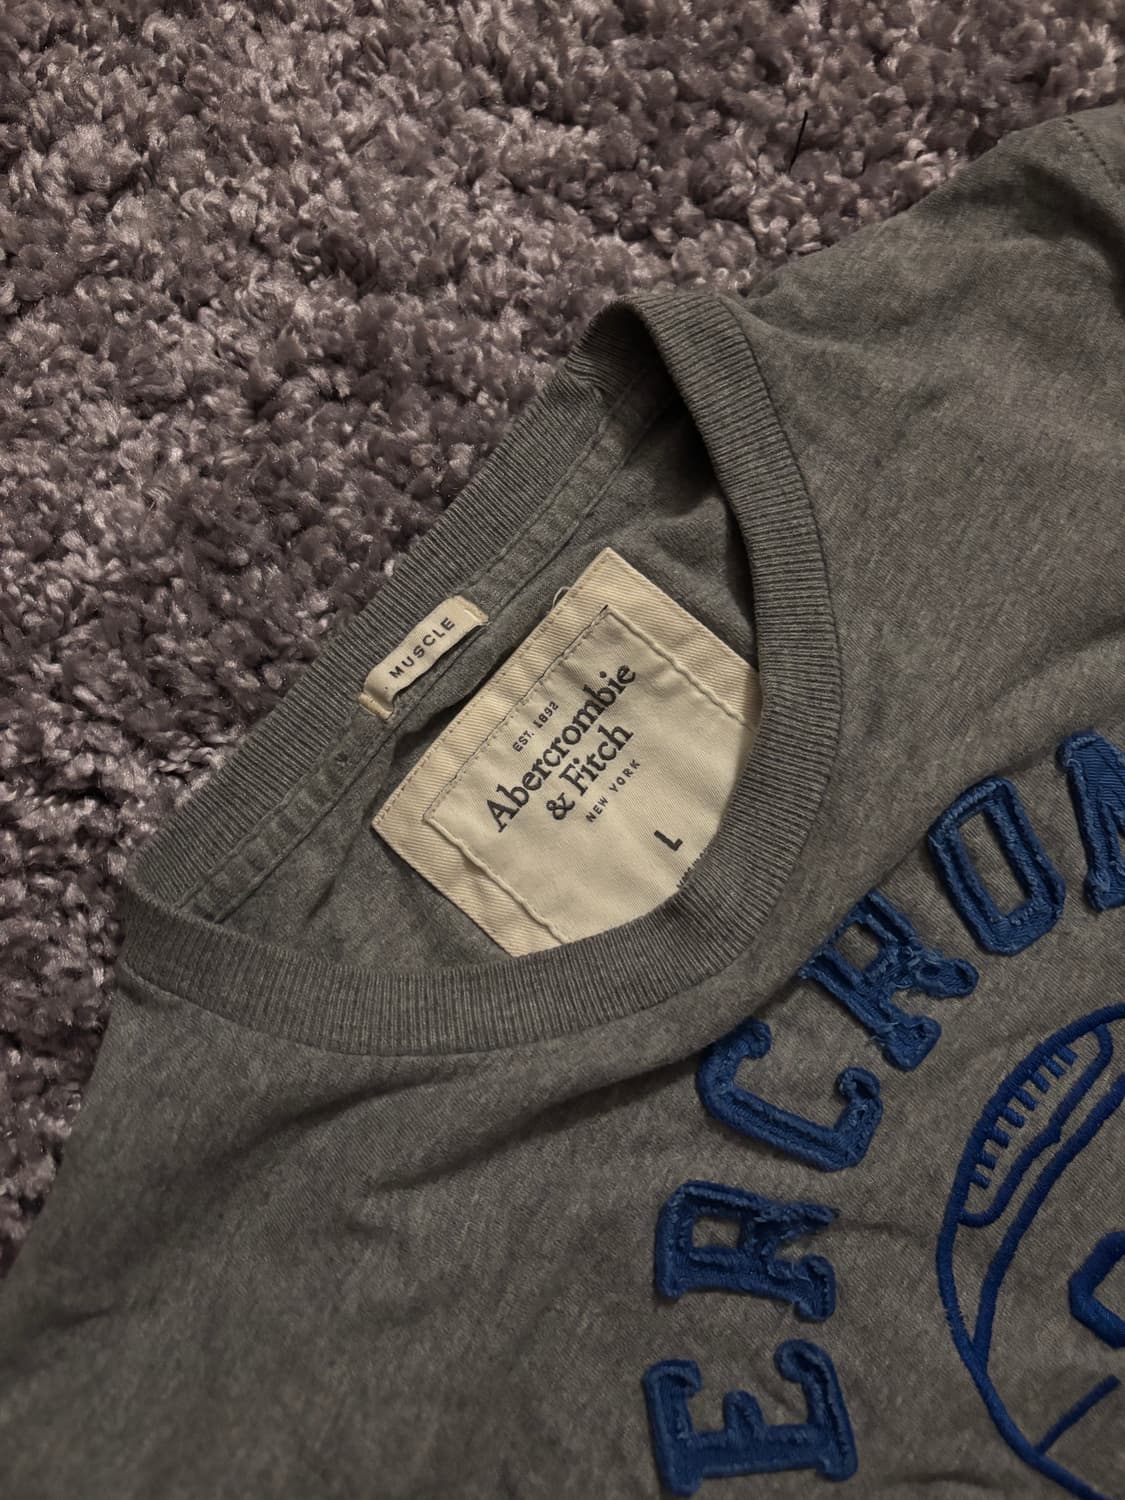 MUSCLE
EST. 1892
Abercrombie
& Fitch
NEW YORK
L
ERCROM